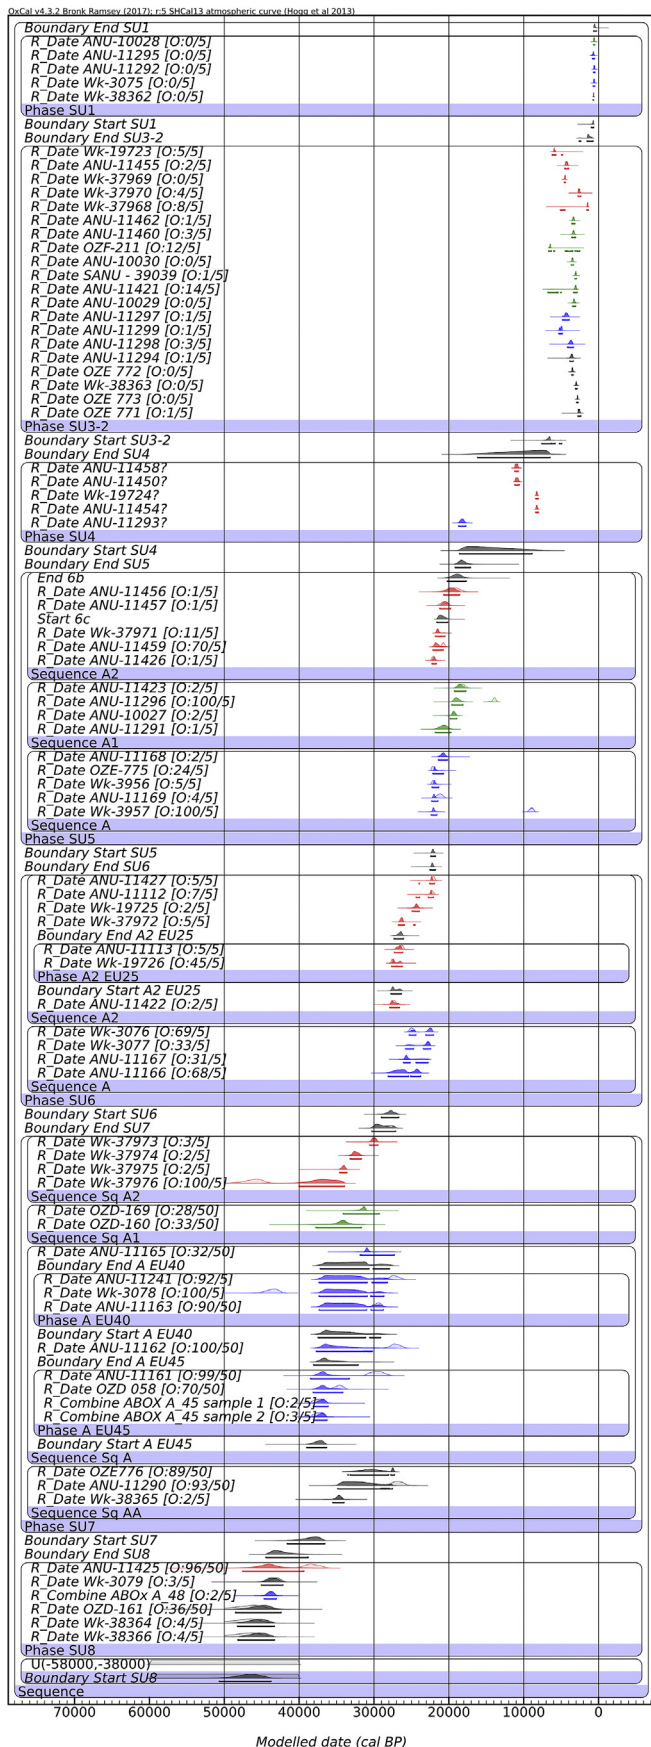 OxCal v4.3.2 Bronk Ramsey (2017); r:5 SHCal13 atmospheric curve (Hogg et al 2013)
Boundary End SU1
R_Date ANU-10028 [O:0/5]
R_Date ANU-11295 [O:0/5]
R_Date ANU-11292 [O:0/5]
R_Date Wk-3075 [O:0/5]
R_Date Wk-38362 [O:0/5]
Phase SU1
Boundary Start SU1
Boundary End SU3-2
R_Date Wk-19723 [O:5/5]
R_Date ANU-11455 [O:2/5]
R_Date Wk-37969 [O:0/5]
R_Date Wk-37970 [O:4/5]
R_Date Wk-37968 [O:8/5]
R_Date ANU-11462 [O:1/5]
R_Date ANU-11460 [O:3/5]
R_Date OZF-211 [O:12/5]
R_Date ANU-10030 [O:0/5]
R_Date SANU - 39039 [O:1/5]
R_Date ANU-11421 [O:14/5]
R_Date ANU-10029 [O:0/5]
R_Date ANU-11297 [O:1/5]
R_Date ANU-11299 [O:1/5]
R_Date ANU-11298 [O:3/5]
R_Date ANU-11294 [O:1/5]
R_Date OZE 772 [O:0/5]
R_Date Wk-38363 [O:0/5]
R_Date OZE 773 [O:0/5]
R_Date OZE 771 [O:1/5]
Phase SU3-2
Boundary Start SU3-2
Boundary End SU4
R_Date ANU-11458?
R_Date ANU-11450?
R_Date Wk-19724?
R_Date ANU-11454?
R_Date ANU-11293?
Phase SU4
Boundary Start SU4
Boundary End SU5
End 6b
R_Date ANU-11456 [O:1/5]
R_Date ANU-11457 [O:1/5]
Start 6c
R_Date Wk-37971 [O:11/5]
R_Date ANU-11459 [O:70/5]
R_Date ANU-11426 [O:1/5]
Sequence A2
R_Date ANU-11423 [O:2/5]
R_Date ANU-11296 [O:100/5]
R_Date ANU-10027 [O:2/5]
R_Date ANU-11291 [O:1/5]
Sequence A1
R_Date ANU-11168 [O:2/5]
R_Date OZE-775 [O:24/5]
R_Date Wk-3956 [O:5/5]
R_Date ANU-11169 [O:4/5]
R_Date Wk-3957 [O:100/5]
Sequence A
Phase SU5
Boundary Start SU5
Boundary End SU6
R_Date ANU-11427 [O:5/5]
R_Date ANU-11112 [O:7/5]
R_Date Wk-19725 [O:2/5]
R_Date Wk-37972 [O:5/5]
Boundary End A2 EU25
R_Date ANU-11113 [O:5/5]
R_Date Wk-19726 [O:45/5]
Phase A2 EU25
Boundary Start A2 EU25
R_Date ANU-11422 [O:2/5]
Sequence A2
R_Date Wk-3076 [O:69/5]
R_Date Wk-3077 [O:33/5]
R_Date ANU-11167 [O:31/5]
R_Date ANU-11166 [O:68/5]
Sequence A
Phase SU6
Boundary Start SU6
Boundary End SU7
R_Date Wk-37973 [O:3/5]
R_Date Wk-37974 [O:2/5]
R_Date Wk-37975 [O:2/5]
R_Date Wk-37976 [O:100/5]
Sequence Sq A2
R_Date OZD-169 [O:28/50]
R_Date OZD-160 [O:33/50]
Sequence Sq A1
R_Date ANU-11165 [O:32/50]
Boundary End A EU40
R_Date ANU-11241 [O:92/5]
R_Date Wk-3078 [O:100/5]
R_Date ANU-11163 [O:90/50]
Phase A EU40
Boundary Start A EU40
R_Date ANU-11162 [O:100/50]
Boundary End A EU45
R_Date ANU-11161 [O:99/50]
R_Date OZD 058 [O:70/50]
R_Combine ABOX A_45 sample 1 [O:2/5]
R_Combine ABOX A_45 sample 2 [O:3/5]
Phase A EU45
Boundary Start A EU45
Sequence Sq A
R_Date OZE776 [O:89/50]
R_Date ANU-11290 [O:93/50]
R_Date Wk-38365 [O:2/5]
Sequence Sq AA
Phase SU7
Boundary Start SU7
Boundary End SU8
R_Date ANU-11425 [O:96/50]
R_Date Wk-3079 [O:3/5]
R_Combine ABOx A_48 [O:2/5]
R_Date OZD-161 [O:36/50]
R_Date Wk-38364 [O:4/5]
R_Date Wk-38366 [O:4/5]
Phase SU8
U(-58000,-38000)
Boundary Start SU8
Sequence
70000 60000 50000 40000 30000 20000 10000 0
Modelled date (cal BP)